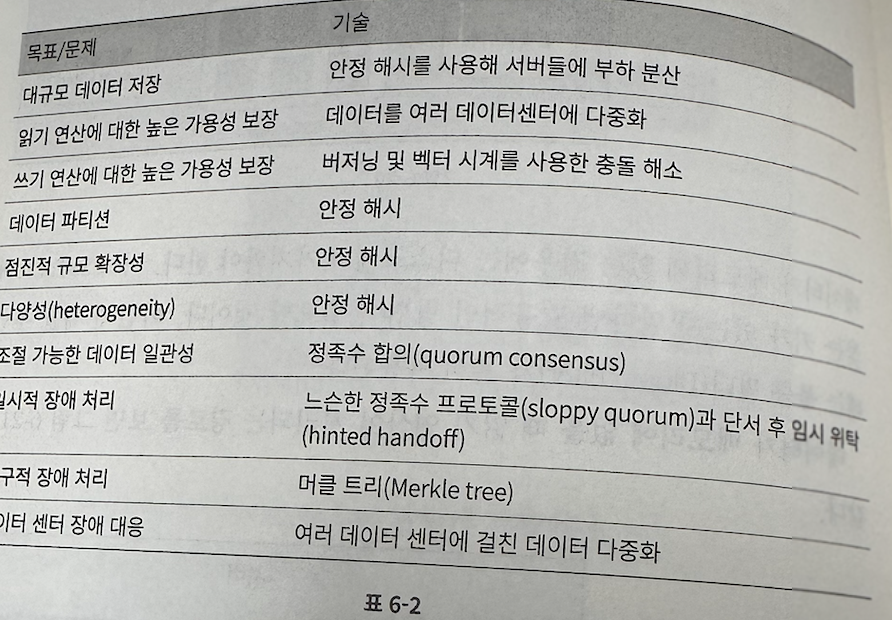 목표/문제 기술
대규모 데이터 저장 안정 해시를 사용해 서버들에 부하 분산
읽기 연산에 대한 높은 가용성 보장 데이터를 여러 데이터센터에 다중화
쓰기 연산에 대한 높은 가용성 보장 버저닝 및 벡터 시계를 사용한 충돌 해소
데이터 파티션 안정 해시
점진적 규모 확장성 안정 해시
다양성(heterogeneity) 안정 해시
조절 가능한 데이터 일관성 정족수 합의(quorum consensus)
일시적 장애 처리 느슨한 정족수 프로토콜(sloppy quorum)과 단서 후 임시 위탁
(hinted handoff)
구적 장애 처리 머클 트리(Merkle tree)
이터 센터 장애 대응 여러 데이터 센터에 걸친 데이터 다중화
표 6-2